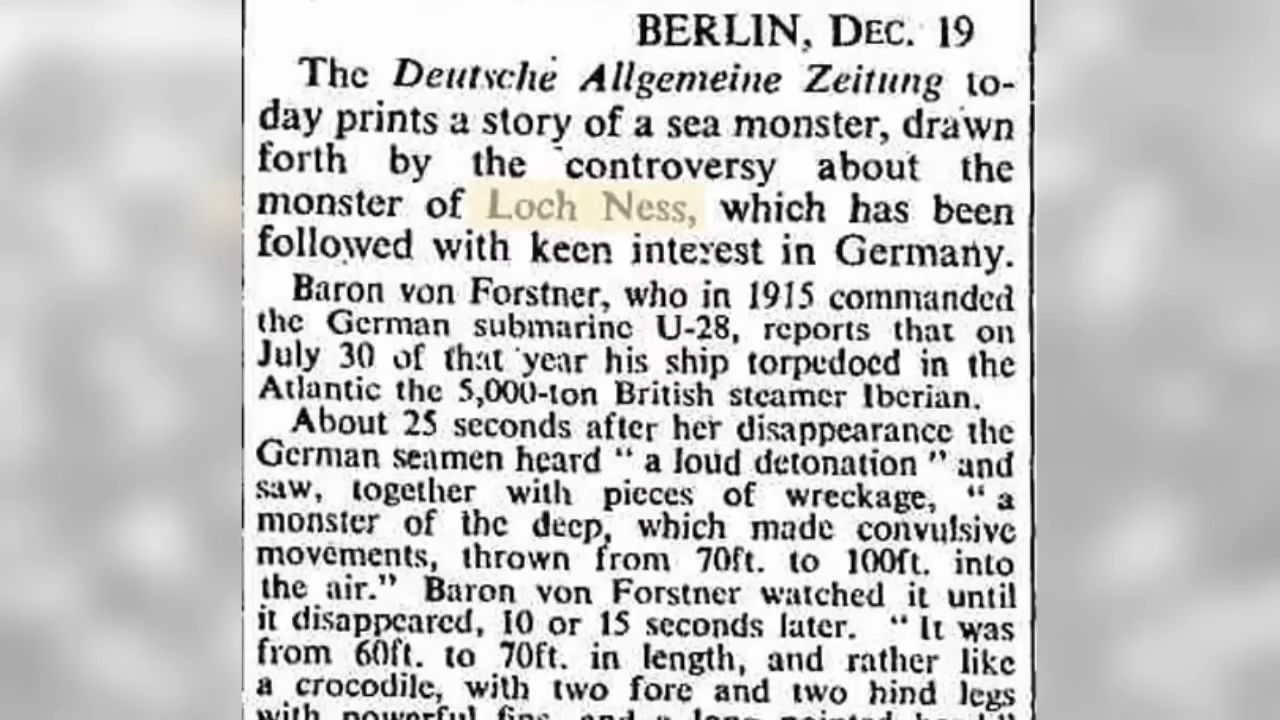 BERLIN, DEC. 19
The Deutsche Allgemeine Zeitung to-
day prints a story of a sea monster, drawn
forth by the controversy about the
monster of Loch Ness, which has been
followed with keen interest in Germany.
Baron von Forstner, who in 1915 commanded
the German submarine U-28, reports that on
July 30 of that year his ship torpedoed in the
Atlantic the 5,000-ton British steamer Iberian.
About 25 seconds after her disappearance the
German seamen heard " a loud detonation " and
saw, together with pieces of wreckage, " a
monster of the deep, which made convulsive
movements, thrown from 70ft. to 100ft. into
the air." Baron von Forstner watched it until
it disappeared, 10 or 15 seconds later. " It was
from 60ft. to 70ft. in length, and rather like
a crocodile, with two fore and two hind legs
with powerful fins, and a long pointed head."